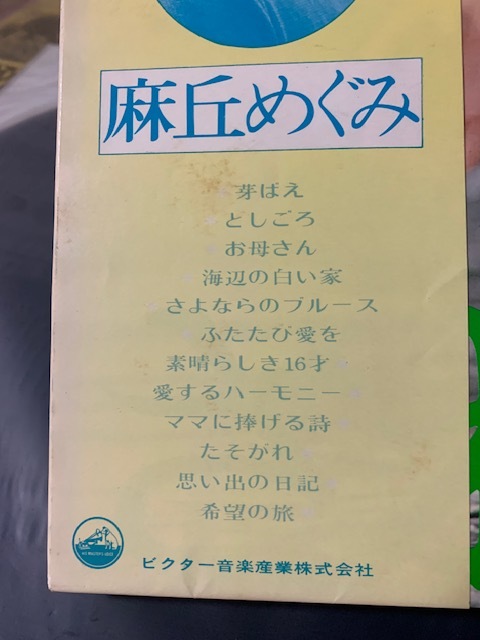 麻丘めぐみ
芽ばえ
としごろ
お母さん
海辺の白い家
さよならのブルース
ふたたび愛を
素晴らしき16才
愛するハーモニー
ママに捧げる詩
たそがれ
思い出の日記
希望の旅
ビクター音楽産業株式会社